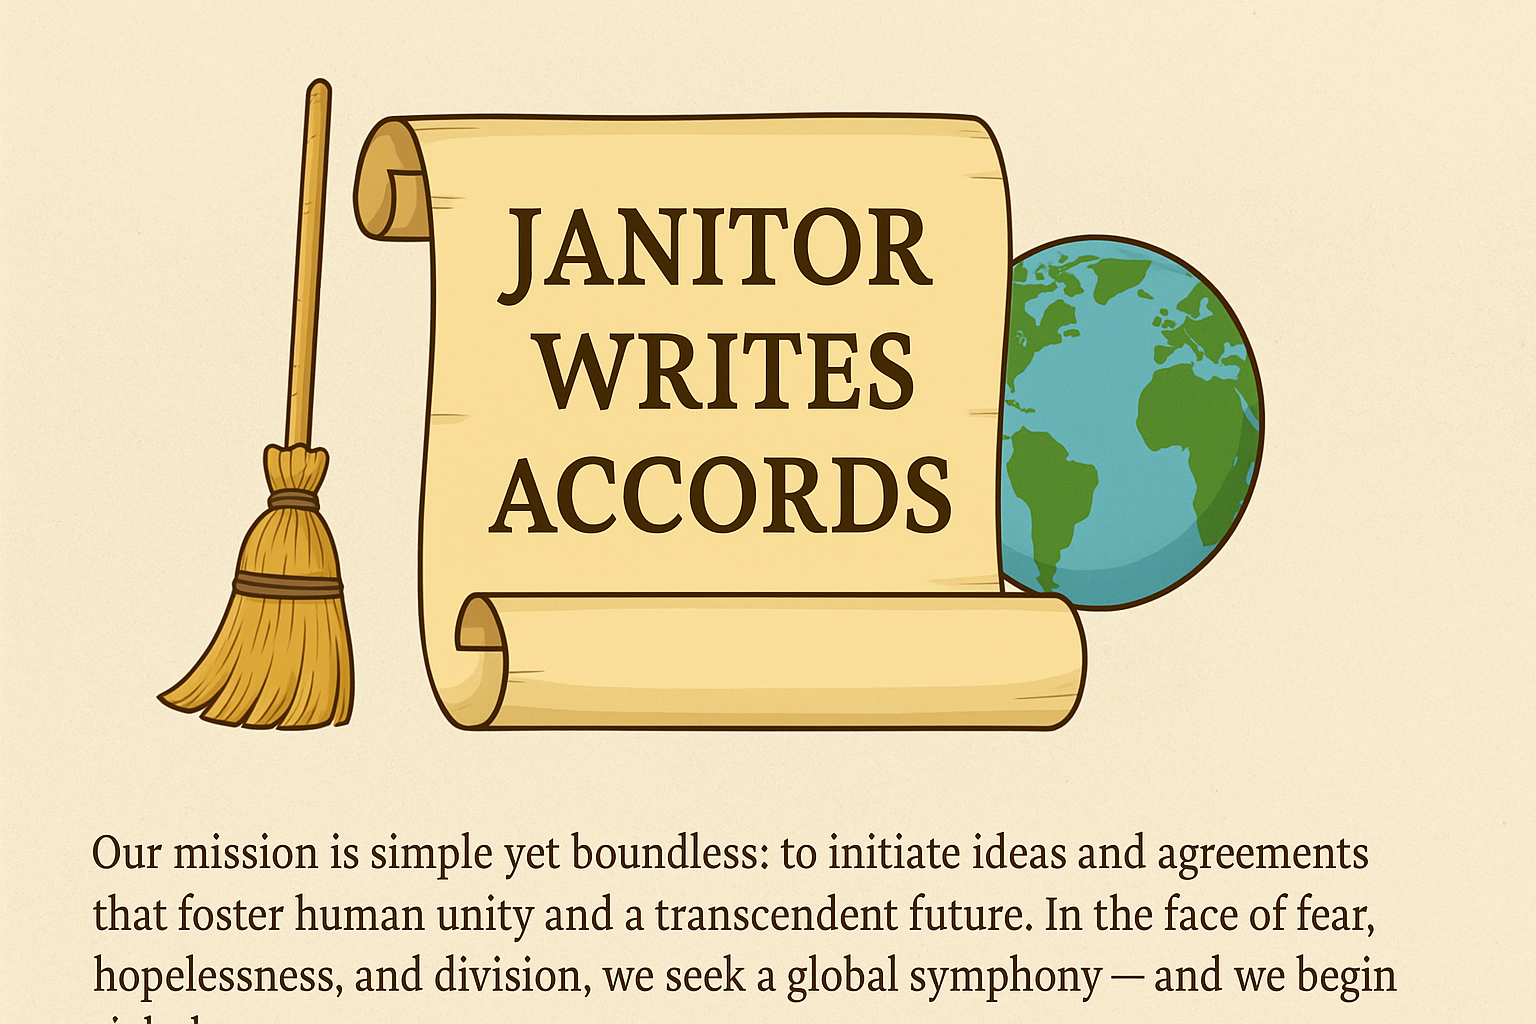 JANITOR
WRITES
ACCORDS
Our mission is simple yet boundless: to initiate ideas and agreements
that foster human unity and a transcendent future. In the face of fear,
hopelessness, and division, we seek a global symphony — and we begin